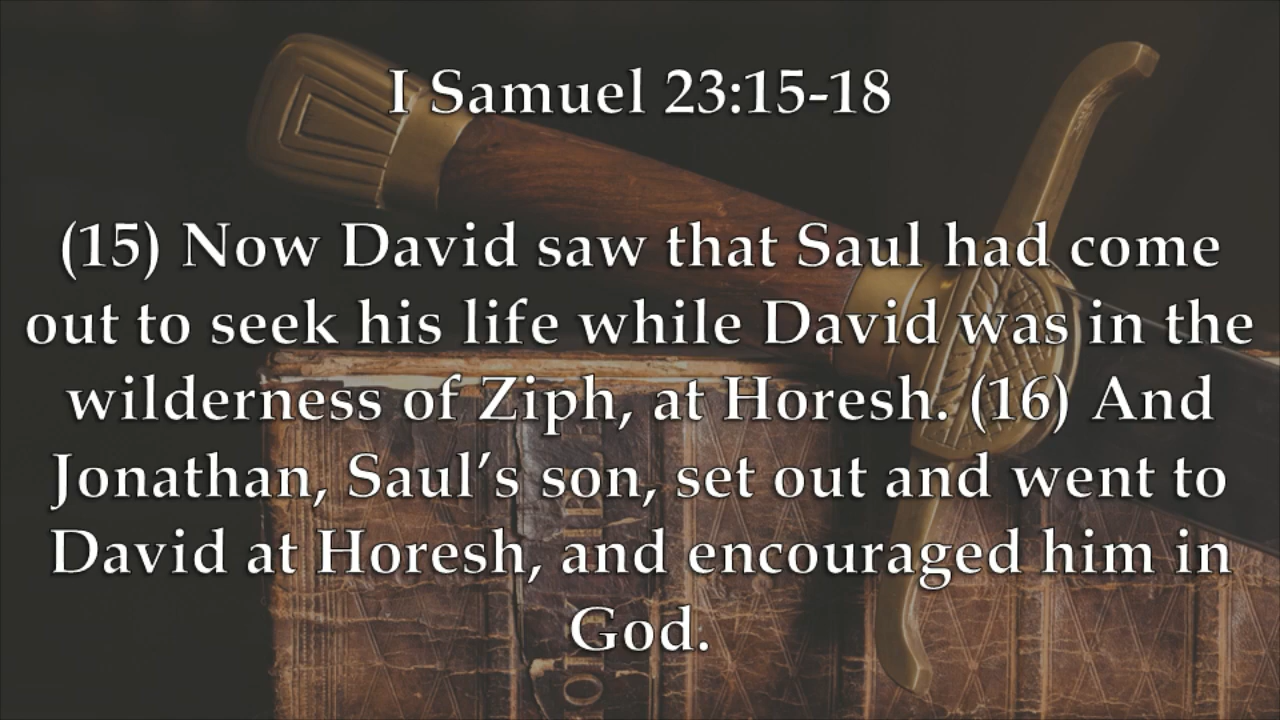 I Samuel 23:15-18
(15) Now David saw that Saul had come
out to seek his life while David was in the
wilderness of Ziph, at Horesh. (16) And
Jonathan, Saul’s son, set out and went to
David at Horesh, and encouraged him in
God.